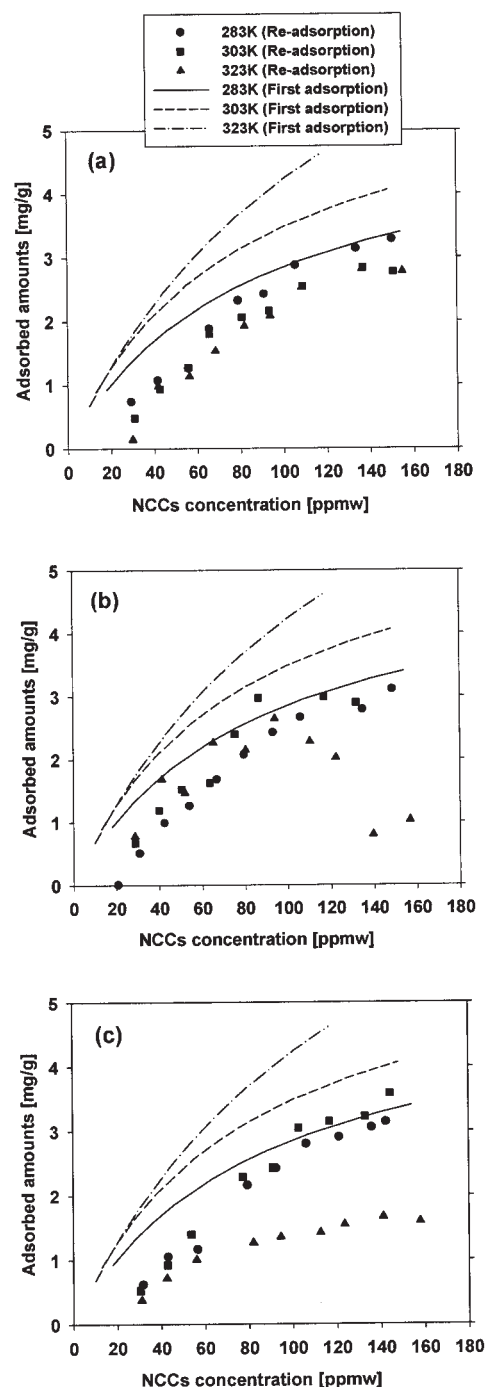 283K (Re-adsorption)
303K (Re-adsorption)
323K (Re-adsorption)
283K (First adsorption)
303K (First adsorption)
323K (First adsorption)
(a)
Adsorbed amounts [mg/g]
5
4
3
2
1
0
0 20 40 60 80 100 120 140 160 180
NCCs concentration [ppmw]
(b)
Adsorbed amounts [mg/g]
5
4
3
2
1
0
0 20 40 60 80 100 120 140 160 180
NCCs concentration [ppmw]
(c)
Adsorbed amounts [mg/g]
5
4
3
2
1
0
0 20 40 60 80 100 120 140 160 180
NCCs concentration [ppmw]